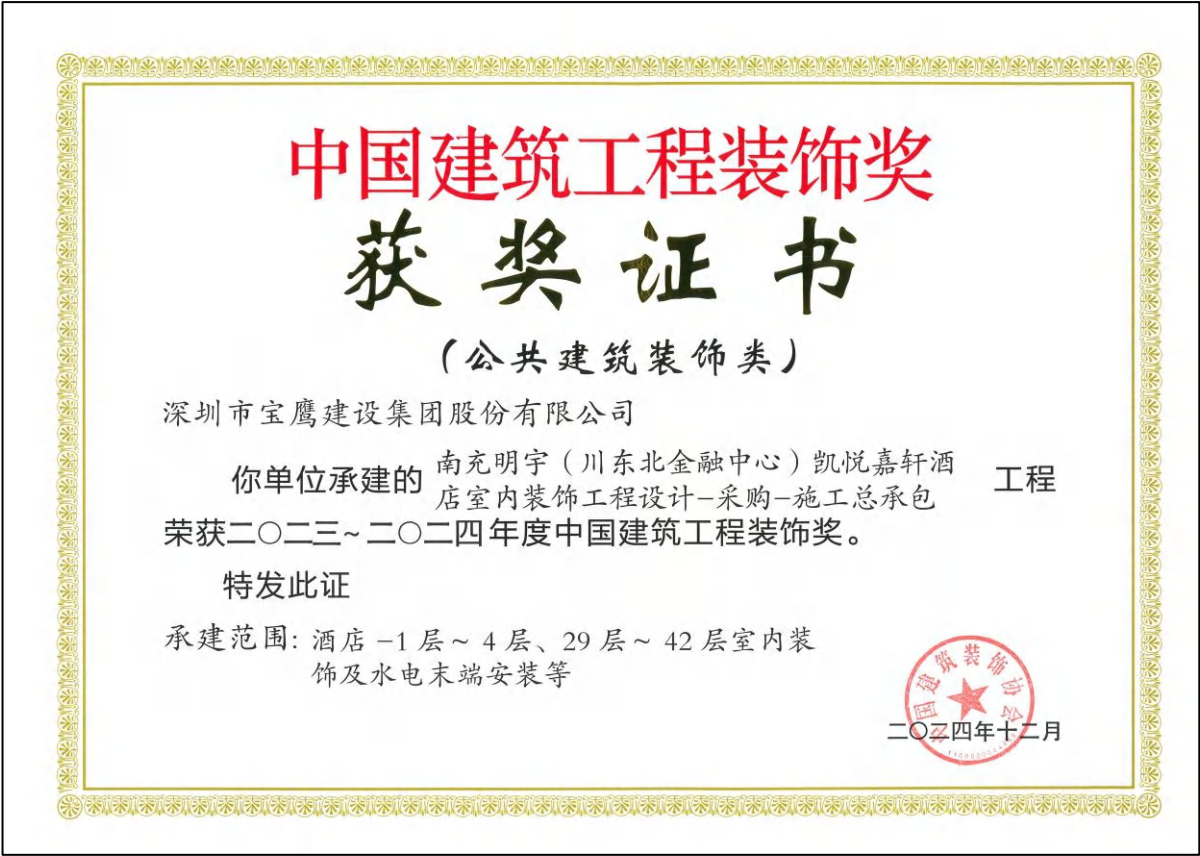 中国建筑工程装饰奖
获奖证书
（公共建筑装饰类）
深圳市宝鹰建设集团股份有限公司
你单位承建的 南充明宇（川东北金融中心）凯悦嘉轩酒
店室内装饰工程设计-采购-施工总承包 工程
荣获二〇二三~二〇二四年度中国建筑工程装饰奖。
特发此证
承建范围: 酒店 -1 层~ 4 层、29 层~ 42 层室内装
饰及水电末端安装等
中国建筑装饰协会
二〇二四年十二月